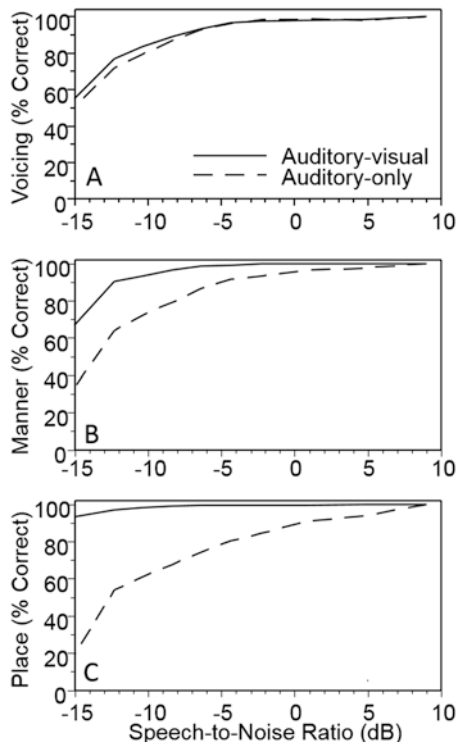 100
80
60
40
20
0
Voicing (% Correct)
A
Auditory-visual
Auditory-only
-15 -10 -5 0 5 10
100
80
60
40
20
0
Manner (% Correct)
B
-15 -10 -5 0 5 10
100
80
60
40
20
0
Place (% Correct)
C
-15 -10 -5 0 5 10
Speech-to-Noise Ratio (dB)